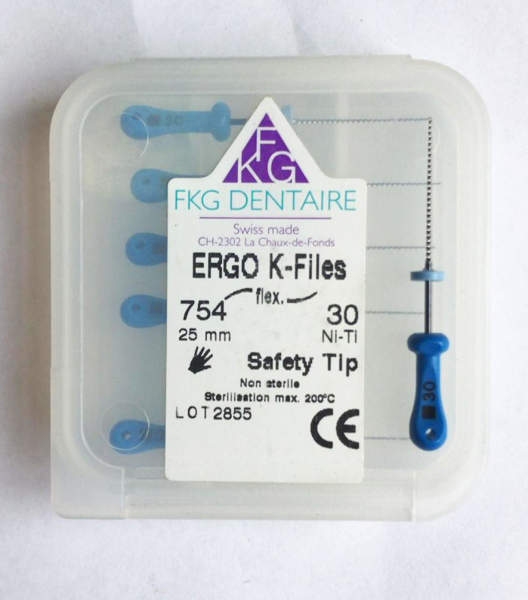 FKG
FKG DENTAIRE
Swiss made
CH-2302 La Chaux-de-Fonds
ERGO K-Files
flex.
754 30
25 mm Ni-Ti
Safety Tip
Non sterile
Sterilisation max. 200°C
LOT 2855
CE
30
30